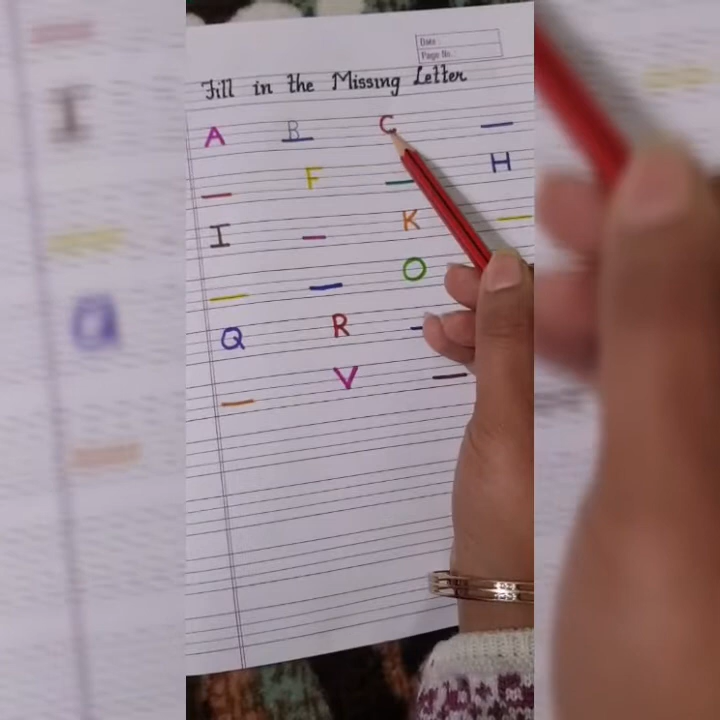 Date
Page No.
Fill in the Missing Letter
A B C _
_ F _ H
I _ K _
_ _ O
Q R _
_ V _